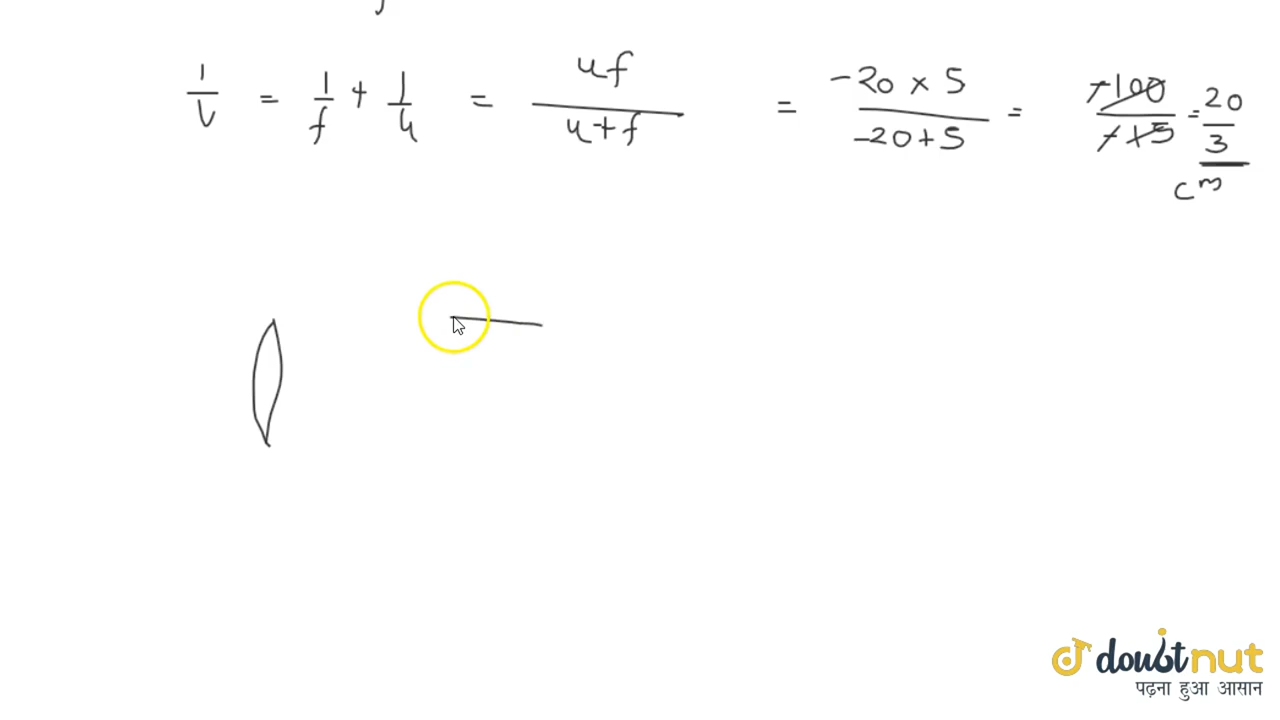 1/v = 1/f + 1/u = uf/u+f = -20 × 5/-20+5 = -100/-15 = 20/3
cm
doubtnut
पढ़ना हुआ आसान